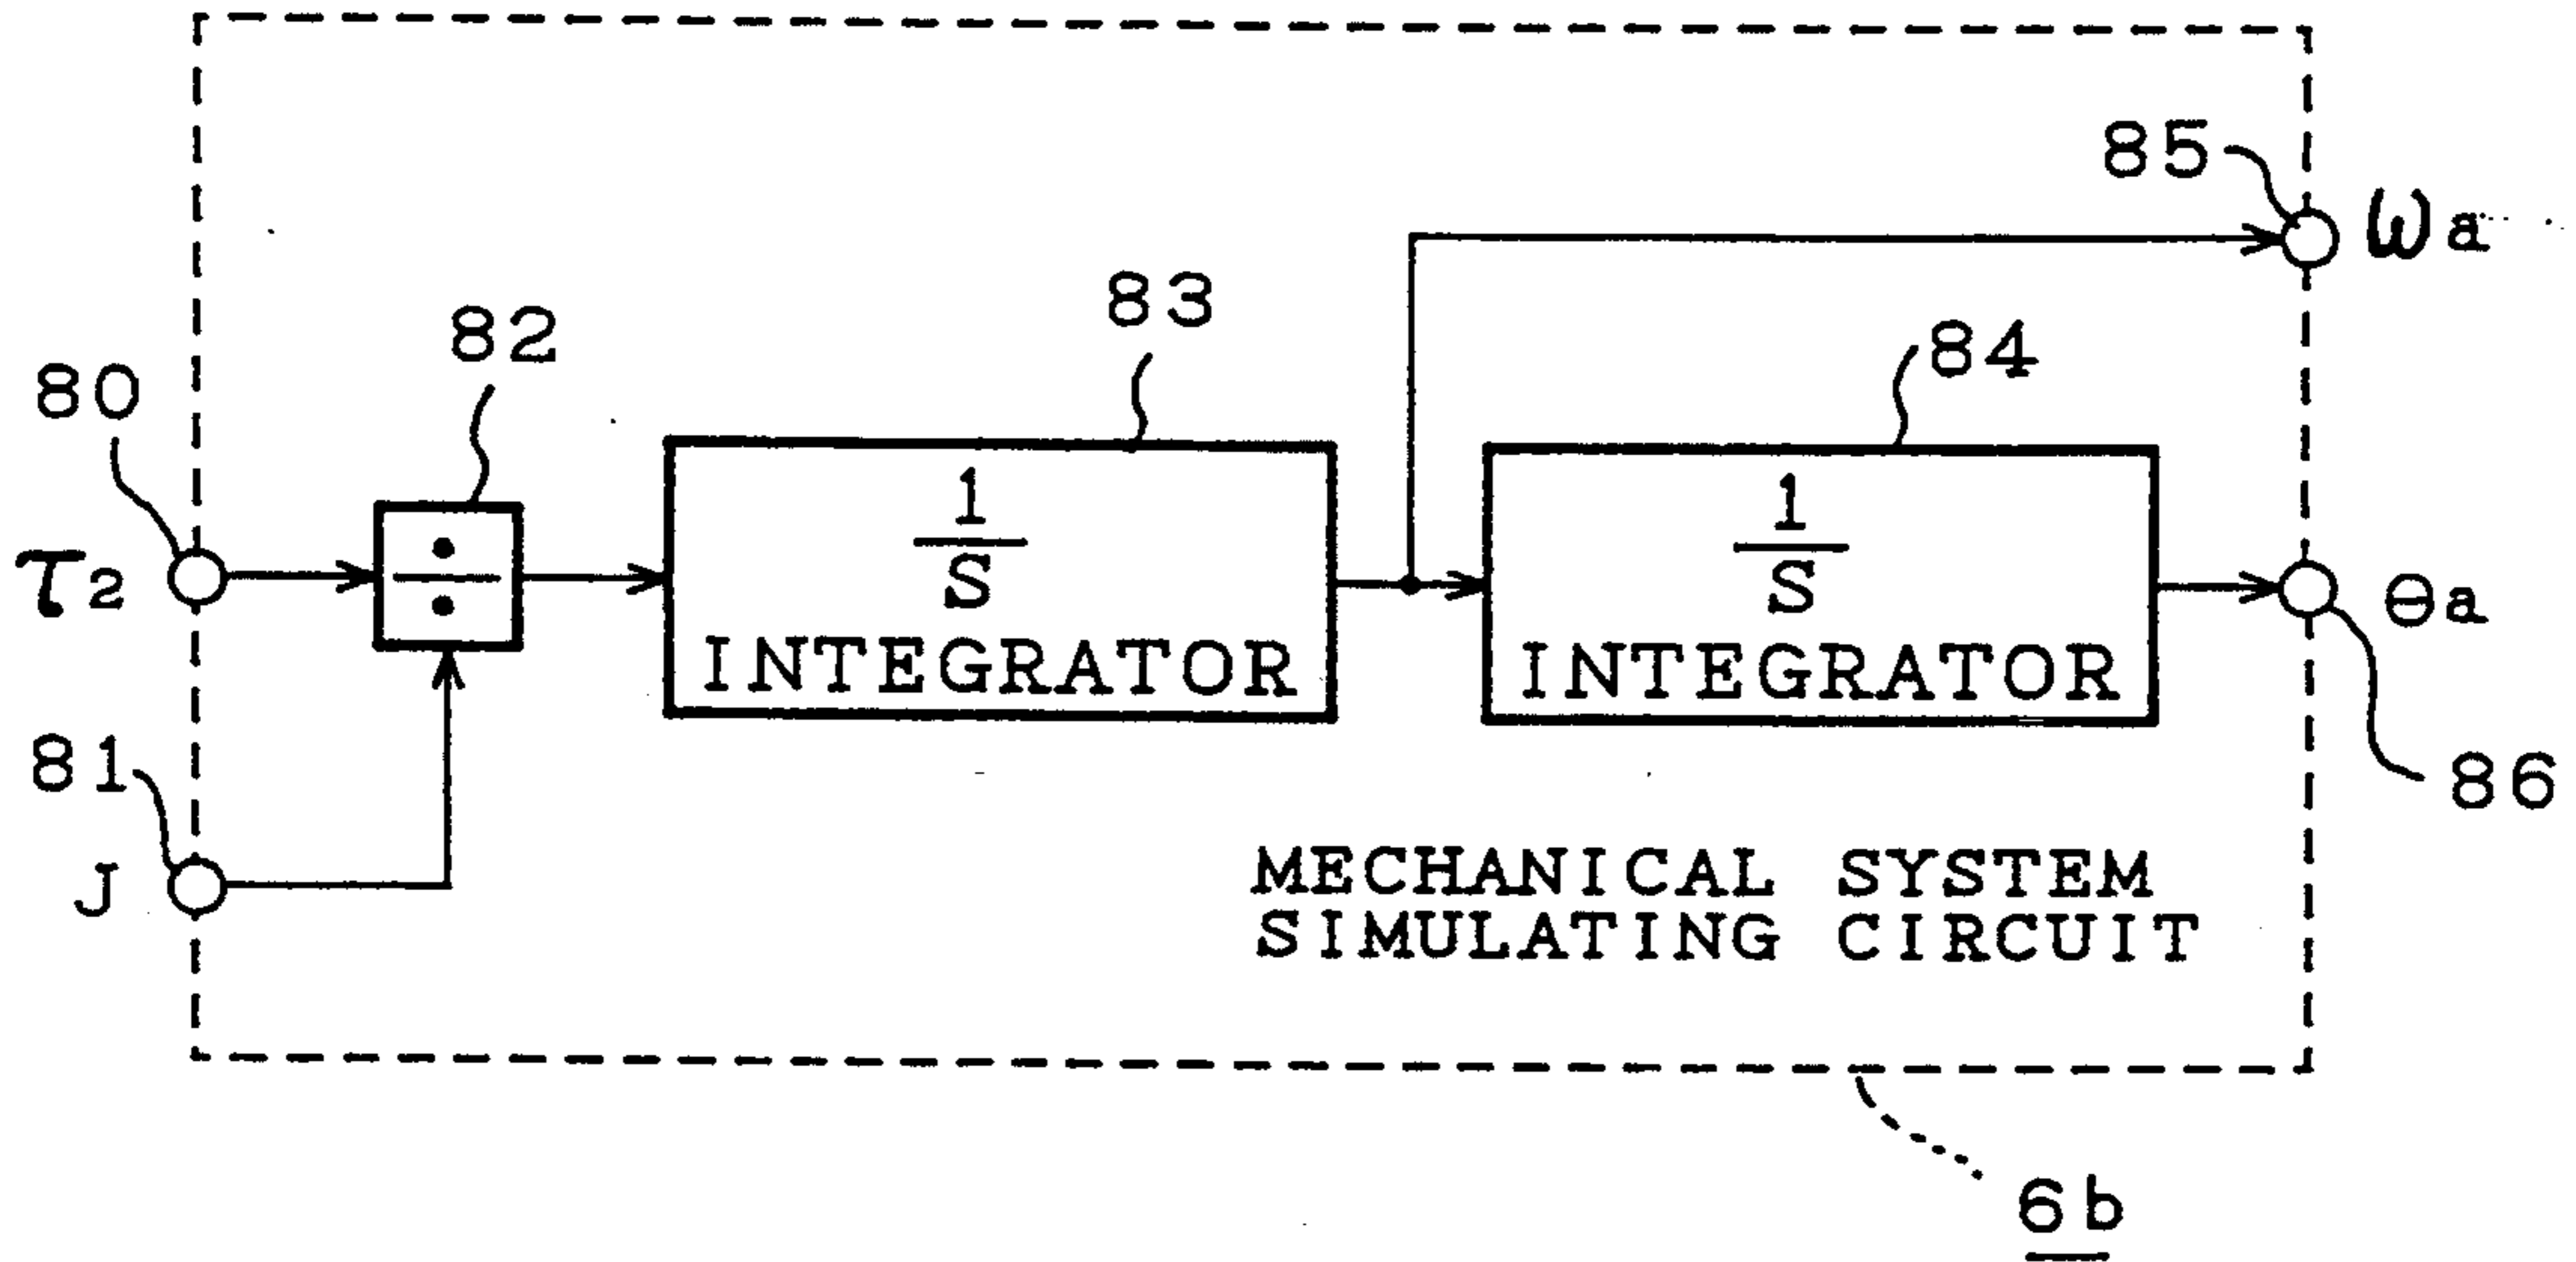 85
ωa
83
82
84
80
1
S
1
S
τ2
θa
INTEGRATOR
INTEGRATOR
81
86
J
MECHANICAL SYSTEM
SIMULATING CIRCUIT
6b